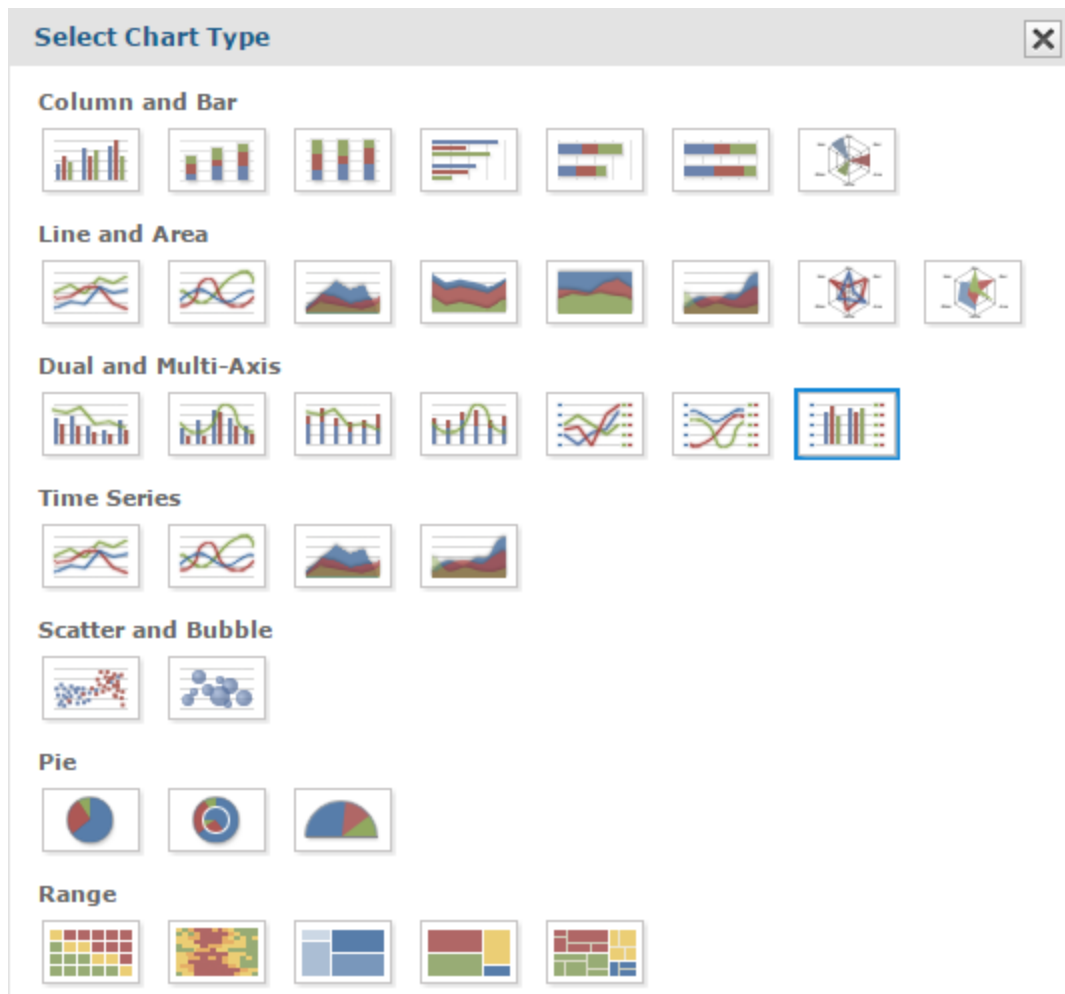 Select Chart Type
Column and Bar
Line and Area
Dual and Multi-Axis
Time Series
Scatter and Bubble
Pie
Range